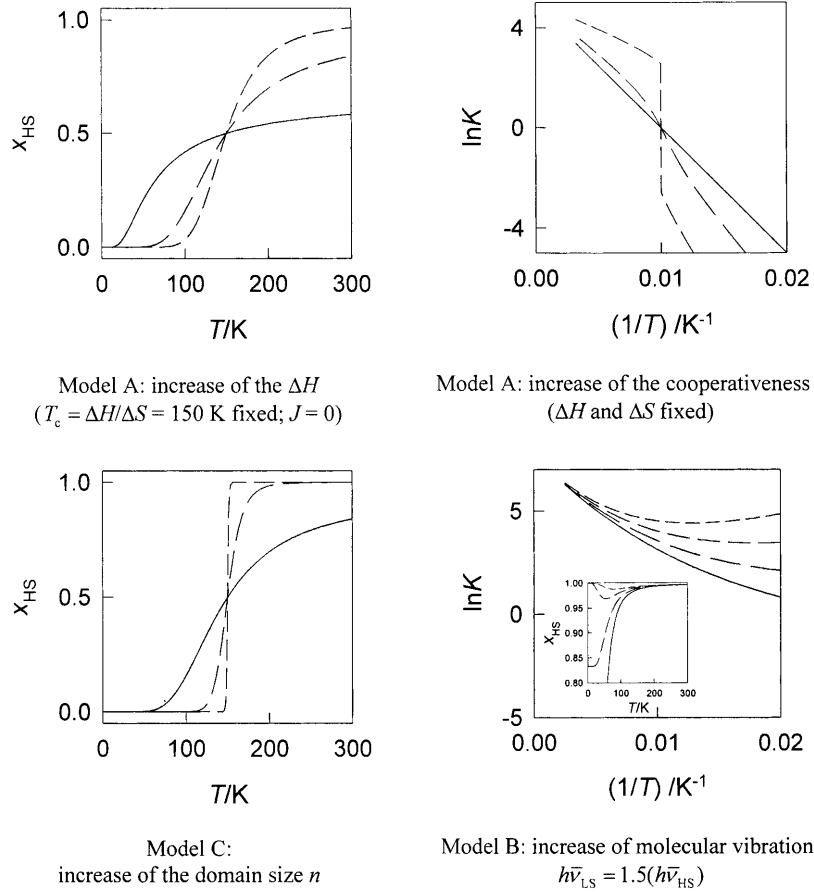 1.0
0.5
0.0
x_HS
0 100 200 300
T/K
Model A: increase of the ΔH
(T_c = ΔH/ΔS = 150 K fixed; J = 0)
4
0
-4
lnK
0.00 0.01 0.02
(1/T) /K⁻¹
Model A: increase of the cooperativeness
(ΔH and ΔS fixed)
1.0
0.5
0.0
x_HS
0 100 200 300
T/K
Model C:
increase of the domain size n
5
0
-5
lnK
1.00
0.95
0.90
0.85
0.80
x_HS
0 100 200 300
T/K
0.00 0.01 0.02
(1/T) /K⁻¹
Model B: increase of molecular vibration
hν̄_LS = 1.5(hν̄_HS)